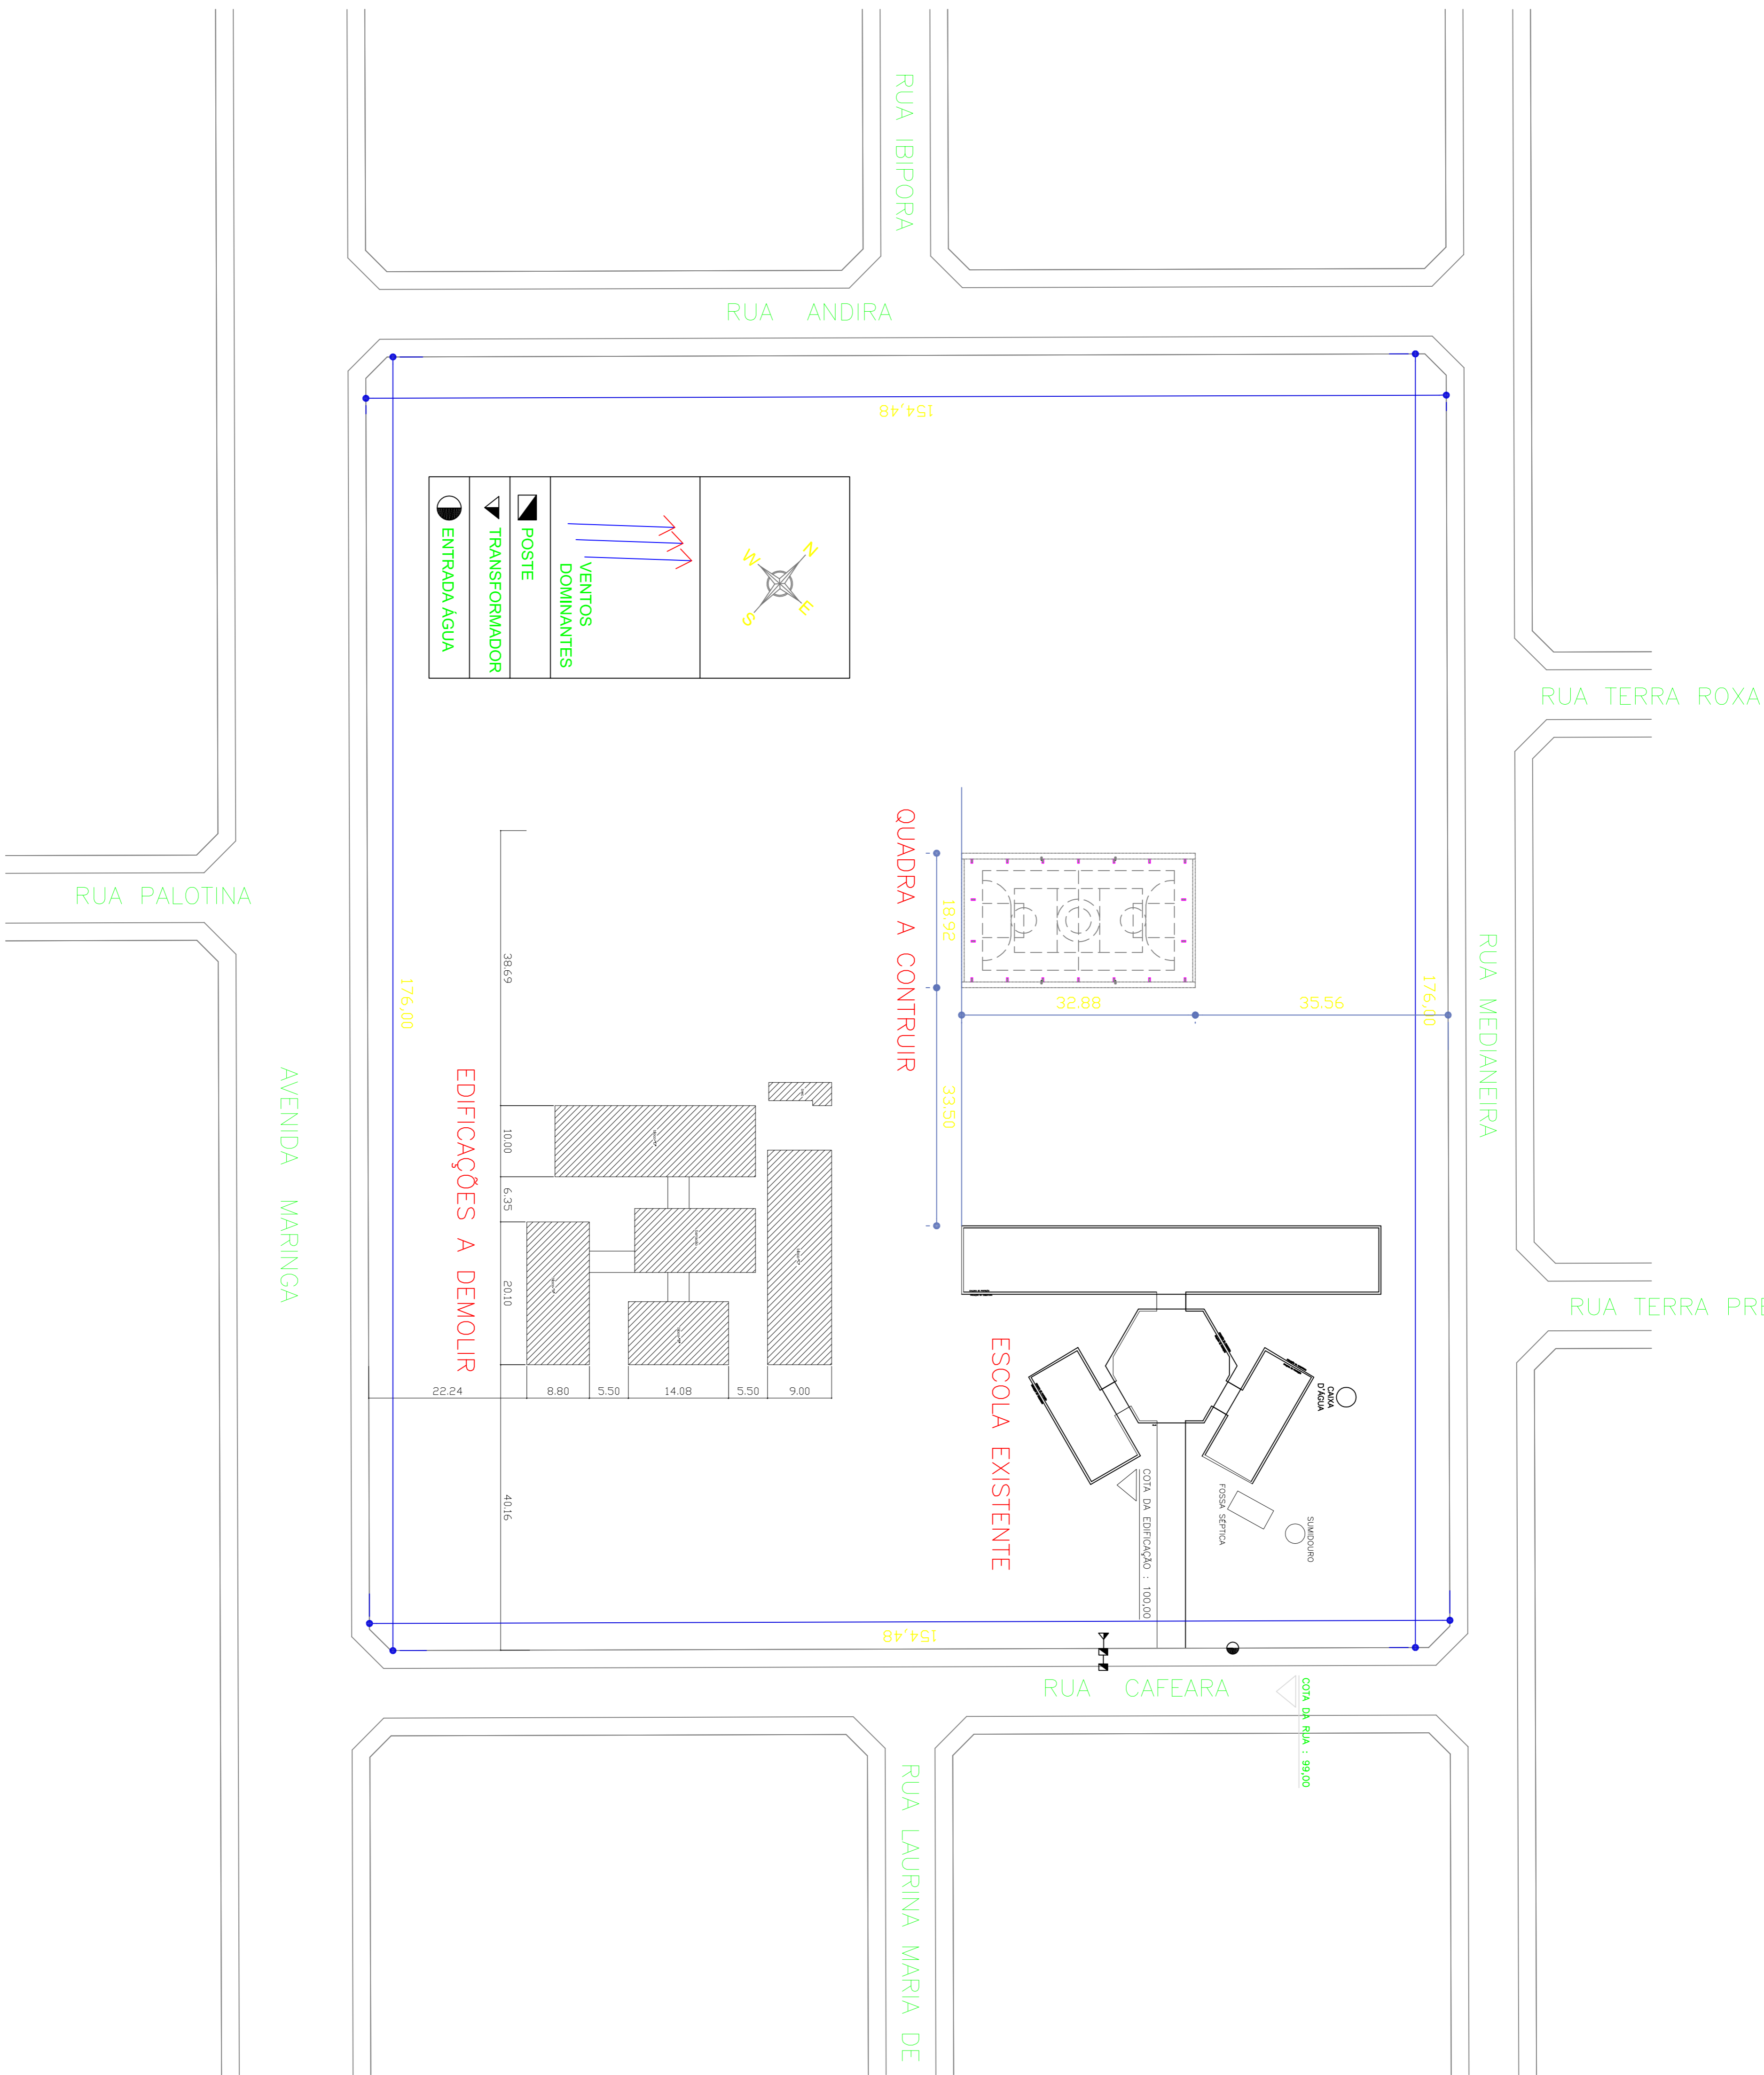 RUA IBIPORA
RUA ANDIRA
154,48
N
W
E
S
VENTOS
DOMINANTES
POSTE
TRANSFORMADOR
ENTRADA ÁGUA
RUA TERRA ROXA
RUA PALOTINA
QUADRA A CONTRUIR
18.92
32.88
35.56
33.50
176,00
176,00
38.69
RUA MEDIANEIRA
AVENIDA MARINGA
EDIFICAÇÕES A DEMOLIR
10.00
6.35
20.10
22.24
8.80
5.50
14.08
5.50
9.00
40.16
RUA TERRA PRE
ESCOLA EXISTENTE
CAIXA
D'ÁGUA
FOSSA SÉPTICA
SUMIDOURO
COTA DA EDIFICAÇÃO : 100,00
154,48
RUA CAFEARA
COTA DA RUA : 99,00
RUA LAURINA MARIA DE